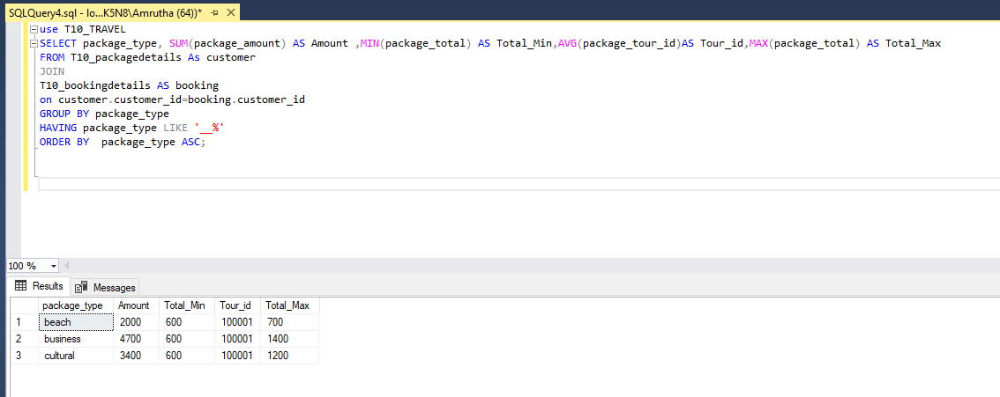 SQLQuery4.sql - lo...K5N8\Amrutha (64))*
use T10_TRAVEL
SELECT package_type, SUM(package_amount) AS Amount ,MIN(package_total) AS Total_Min,AVG(package_tour_id)AS Tour_id,MAX(package_total) AS Total_Max
FROM T10_packagedetails As customer
JOIN
T10_bookingdetails AS booking
on customer.customer_id=booking.customer_id
GROUP BY package_type
HAVING package_type LIKE '__%'
ORDER BY  package_type ASC;
100 %
Results Messages
package_type Amount Total_Min Tour_id Total_Max
1 beach 2000 600 100001 700
2 business 4700 600 100001 1400
3 cultural 3400 600 100001 1200